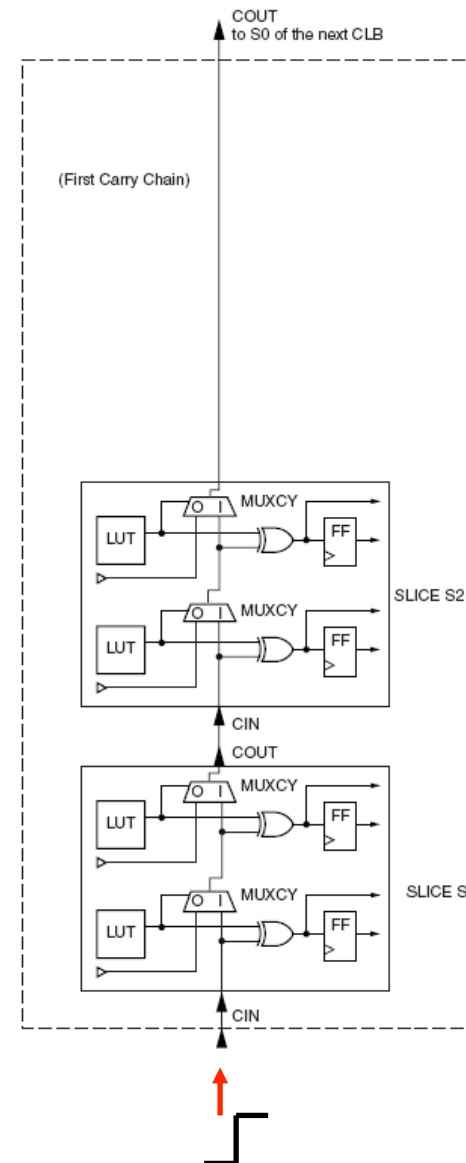 COUT
to S0 of the next CLB
(First Carry Chain)
O I MUXCY
LUT
FF
SLICE S2
O I MUXCY
LUT
FF
CIN
COUT
O I MUXCY
LUT
FF
SLICE S
O I MUXCY
LUT
FF
CIN